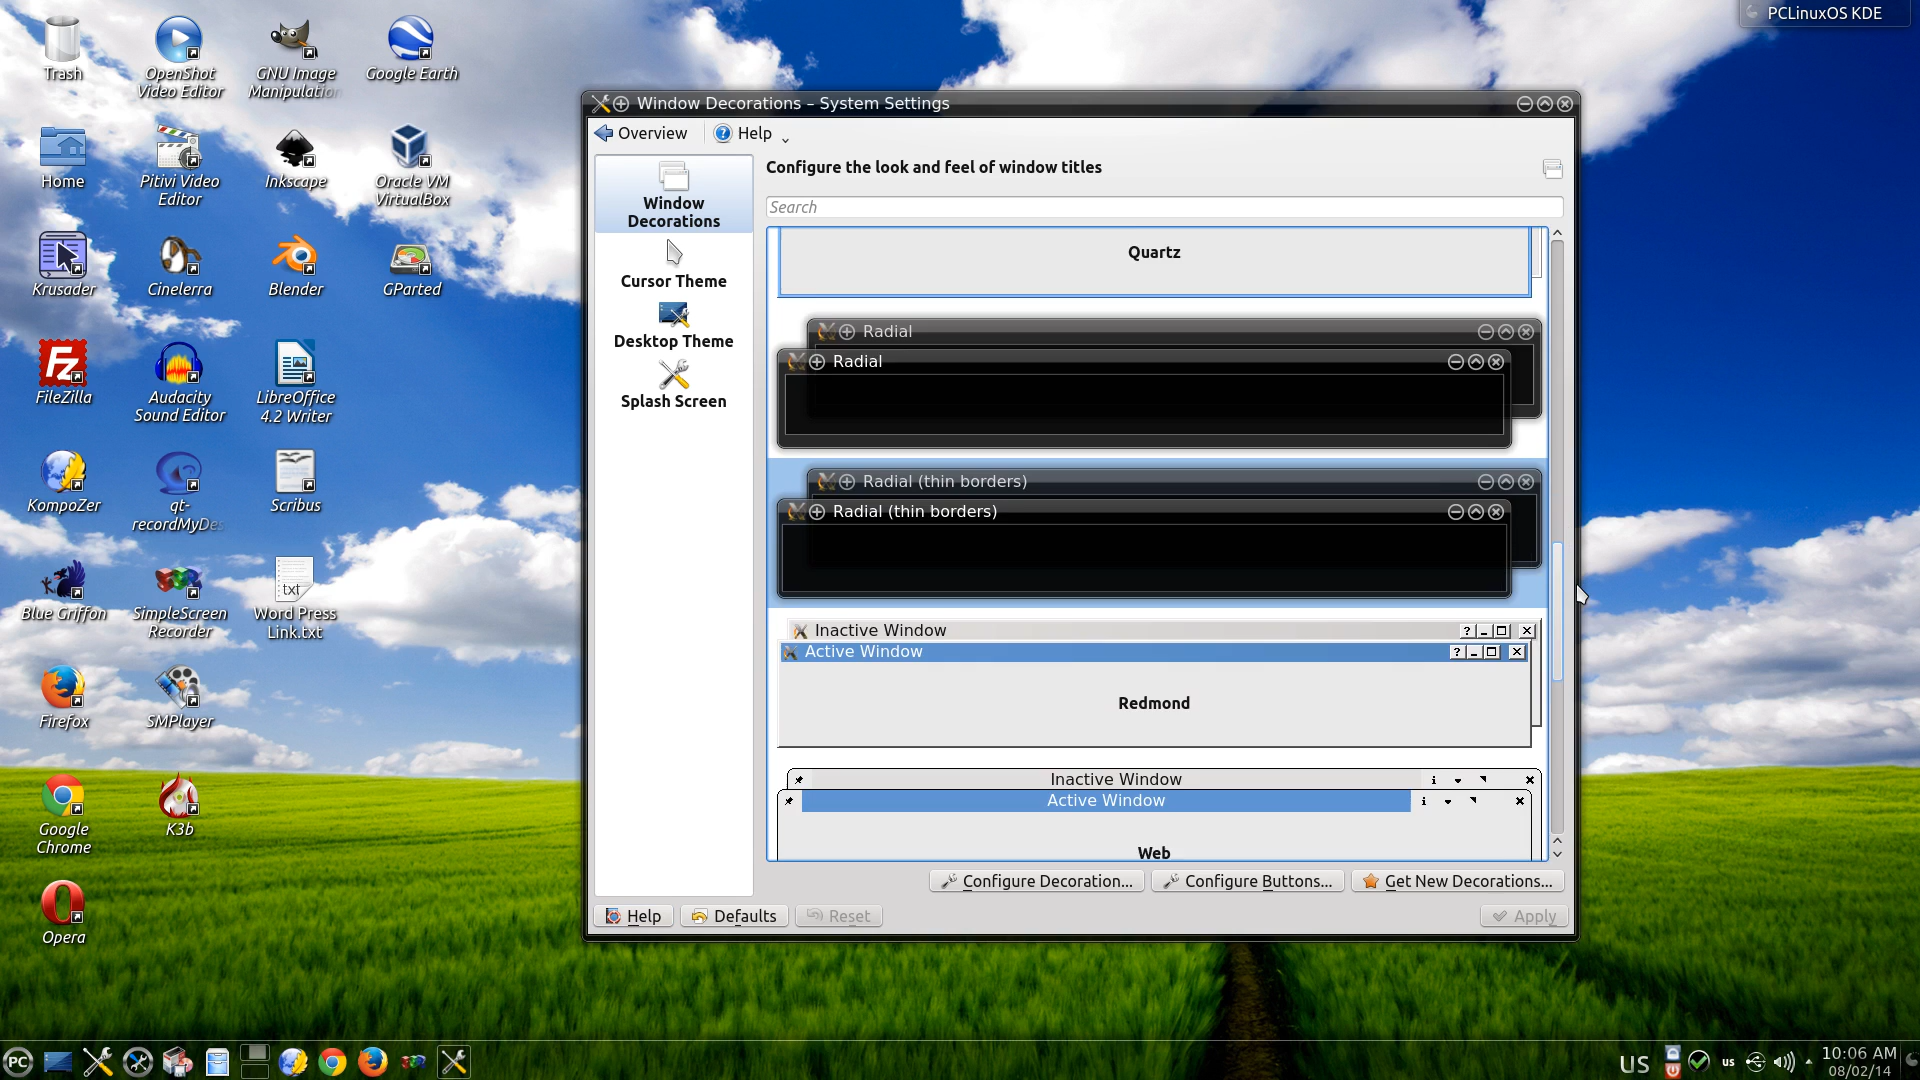 PCLinuxOS KDE
Trash
OpenShot
Video Editor
GNU Image
Manipulation
Google Earth
Home
Pitivi Video
Editor
Inkscape
Oracle VM
VirtualBox
Krusader
Cinelerra
Blender
GParted
FileZilla
Audacity
Sound Editor
LibreOffice
4.2 Writer
KompoZer
qt-
recordMyDes
Scribus
Blue Griffon
SimpleScreen
Recorder
txt
Word Press
Link.txt
Firefox
SMPlayer
Google
Chrome
K3b
Opera
Window Decorations – System Settings
Overview
Help
Window
Decorations
Cursor Theme
Desktop Theme
Splash Screen
Configure the look and feel of window titles
Search
Quartz
Radial
Radial
Radial (thin borders)
Radial (thin borders)
Inactive Window
Active Window
Redmond
Inactive Window
Active Window
Web
Configure Decoration...
Configure Buttons...
Get New Decorations...
Help
Defaults
Reset
Apply
PC
US
us
10:06 AM
08/02/14